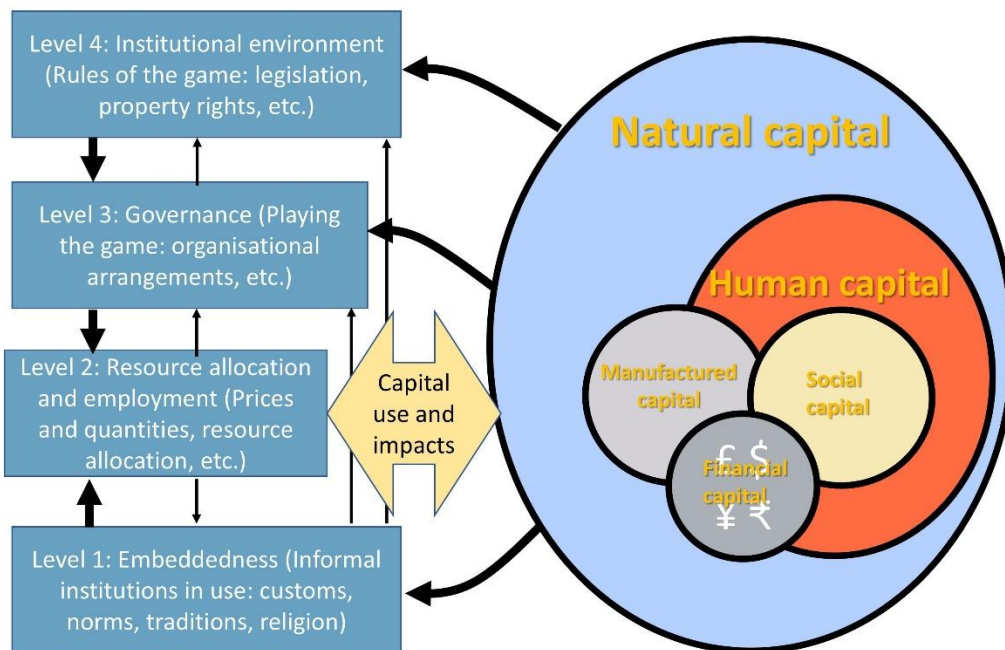 Level 4: Institutional environment
(Rules of the game: legislation,
property rights, etc.)
Level 3: Governance (Playing
the game: organisational
arrangements, etc.)
Level 2: Resource allocation
and employment (Prices
and quantities, resource
allocation, etc.)
Level 1: Embeddedness (Informal
institutions in use: customs,
norms, traditions, religion)
Capital
use and
impacts
Natural capital
Human capital
Manufactured
capital
Social
capital
£ $
Financial
capital
¥ ₹